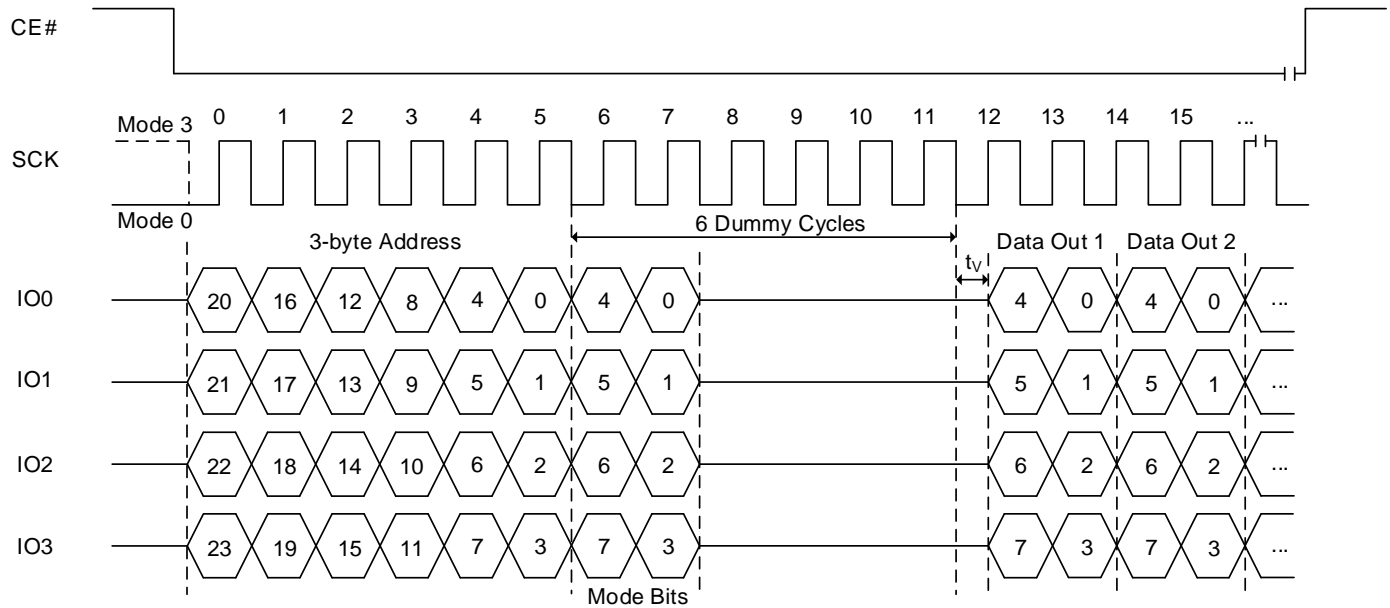 CE#
Mode 3 0 1 2 3 4 5 6 7 8 9 10 11 12 13 14 15 ...
SCK
Mode 0
6 Dummy Cycles
3-byte Address Data Out 1 Data Out 2
tV
IO0 20 16 12 8 4 0 4 0 4 0 4 0 ...
IO1 21 17 13 9 5 1 5 1 5 1 5 1 ...
IO2 22 18 14 10 6 2 6 2 6 2 6 2 ...
IO3 23 19 15 11 7 3 7 3 7 3 7 3 ...
Mode Bits